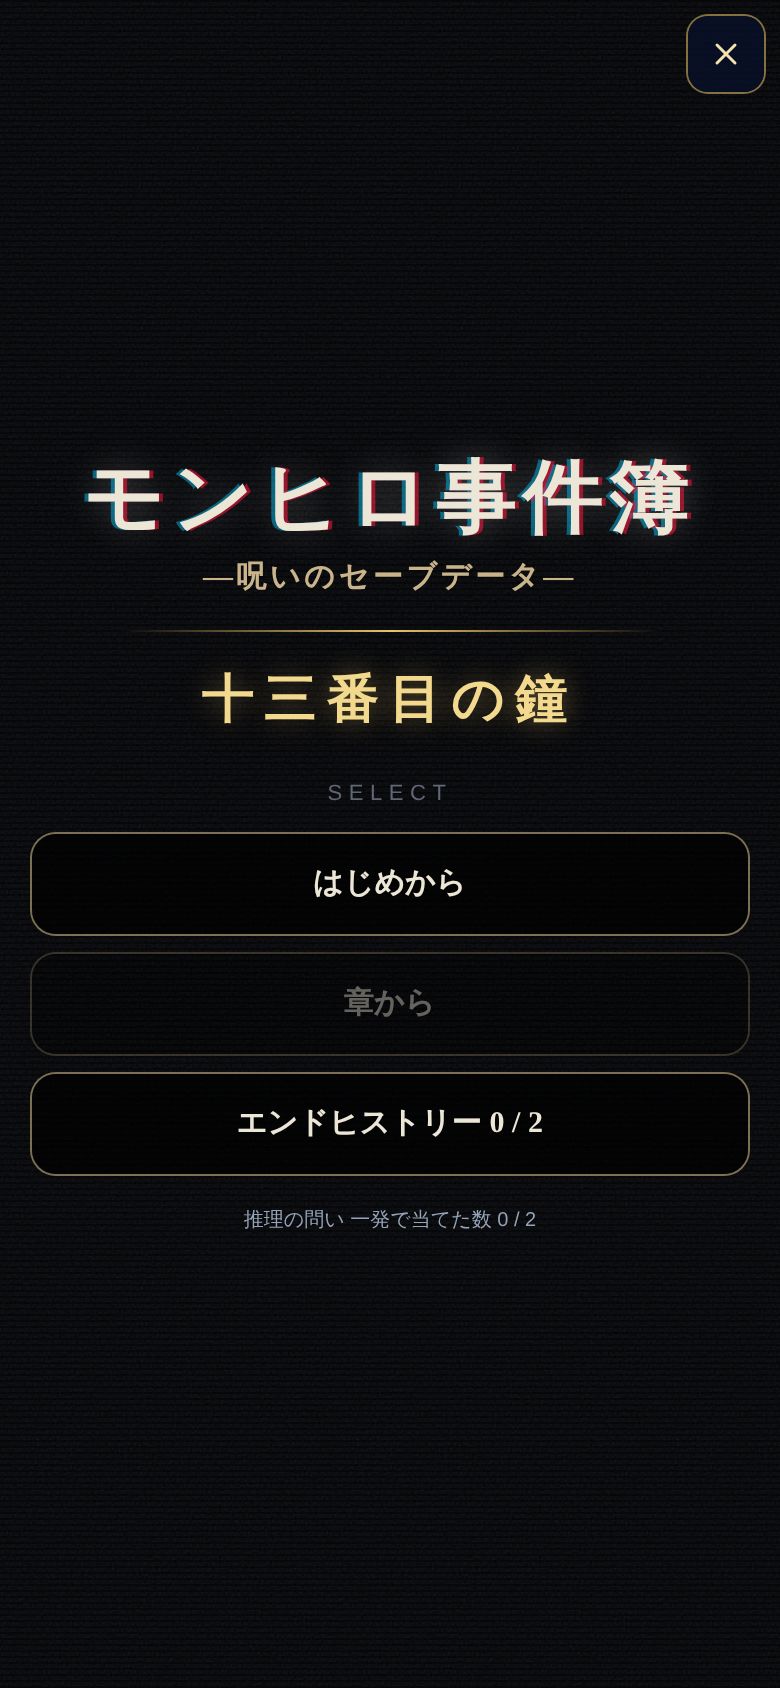 モンヒロ事件簿
―呪いのセーブデータ―
十三番目の鐘
SELECT
はじめから
章から
エンドヒストリー 0 / 2
推理の問い 一発で当てた数 0 / 2